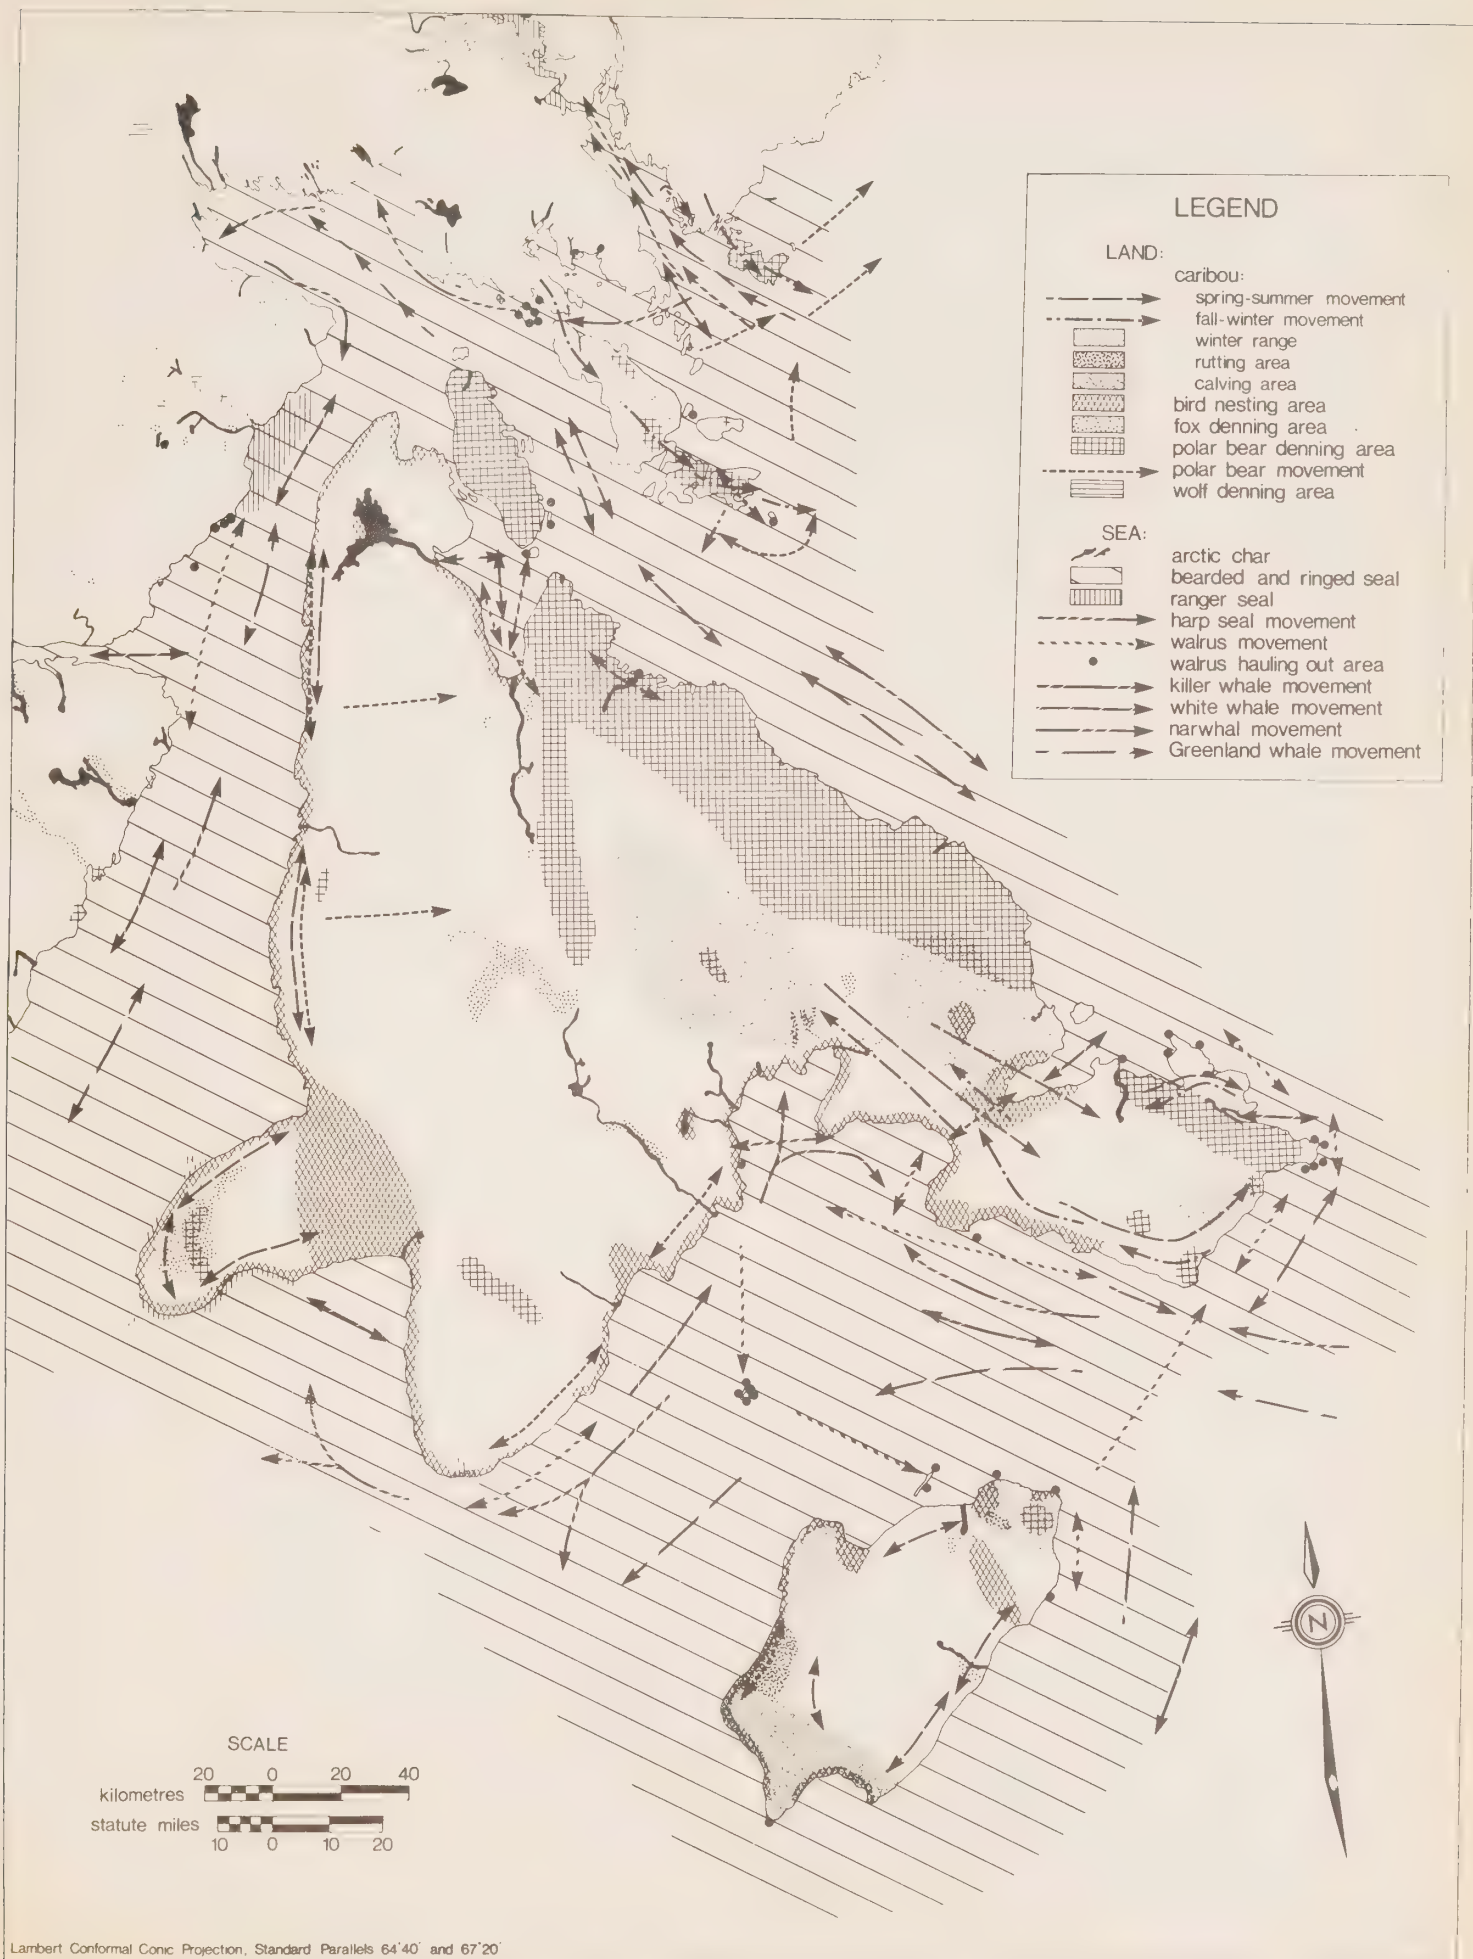 LEGEND
LAND:
caribou:
spring-summer movement
fall-winter movement
winter range
rutting area
calving area
bird nesting area
fox denning area
polar bear denning area
polar bear movement
wolf denning area
SEA:
arctic char
bearded and ringed seal
ranger seal
harp seal movement
walrus movement
walrus hauling out area
killer whale movement
white whale movement
narwhal movement
Greenland whale movement
N
SCALE
20 0 20 40
kilometres
statute miles
10 0 10 20
Lambert Conformal Conic Projection, Standard Parallels 64°40' and 67°20'